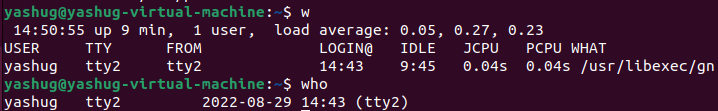 yashug@yashug-virtual-machine:~$ w
 14:50:55 up 9 min,  1 user,  load average: 0.05, 0.27, 0.23
USER     TTY      FROM             LOGIN@   IDLE   JCPU   PCPU WHAT
yashug   tty2                      14:43    9:45   0.04s  0.04s /usr/libexec/gn
yashug@yashug-virtual-machine:~$ who
yashug   tty2         2022-08-29 14:43 (tty2)